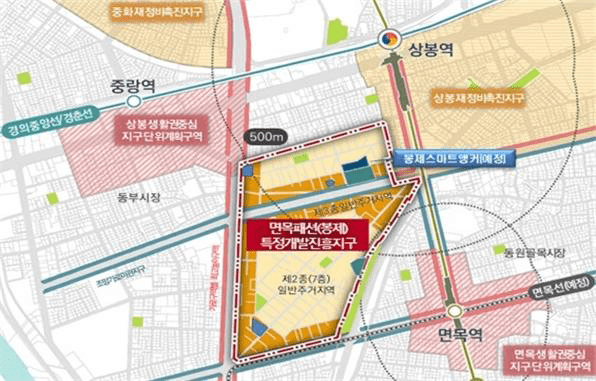 중화재정비촉진지구
상봉역
중랑역
상봉재정비촉진지구
경의중앙선/경춘선
상봉생활권중심
지구단위계획구역
500m
봉제스마트앵커(예정)
동부시장
제3종일반주거지역
면목패션(봉제)
특정개발진흥지구
동원골목시장
제2종(7층)
일반주거지역
면목선(예정)
면목역
면목생활권중심
지구단위계획구역